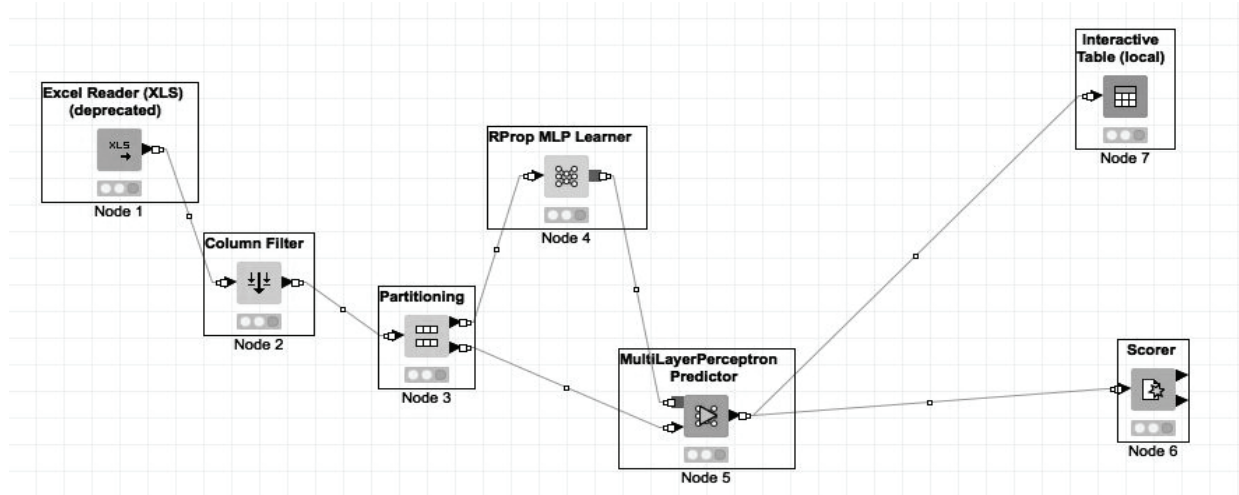 Excel Reader (XLS)
(deprecated)
XLS
Node 1
Column Filter
Node 2
Partitioning
Node 3
RProp MLP Learner
Node 4
MultiLayerPerceptron
Predictor
Node 5
Interactive
Table (local)
Node 7
Scorer
Node 6